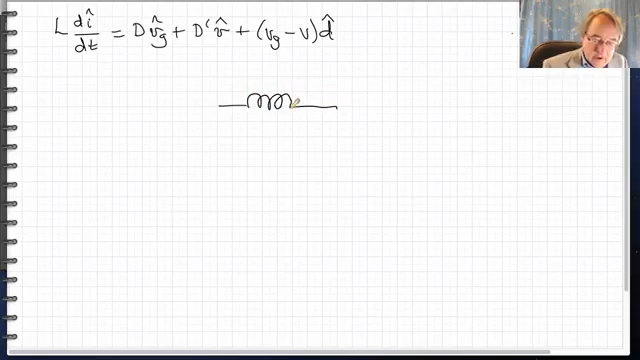 L dî/dt = D v̂g + D' v̂ + (vg - v) d̂